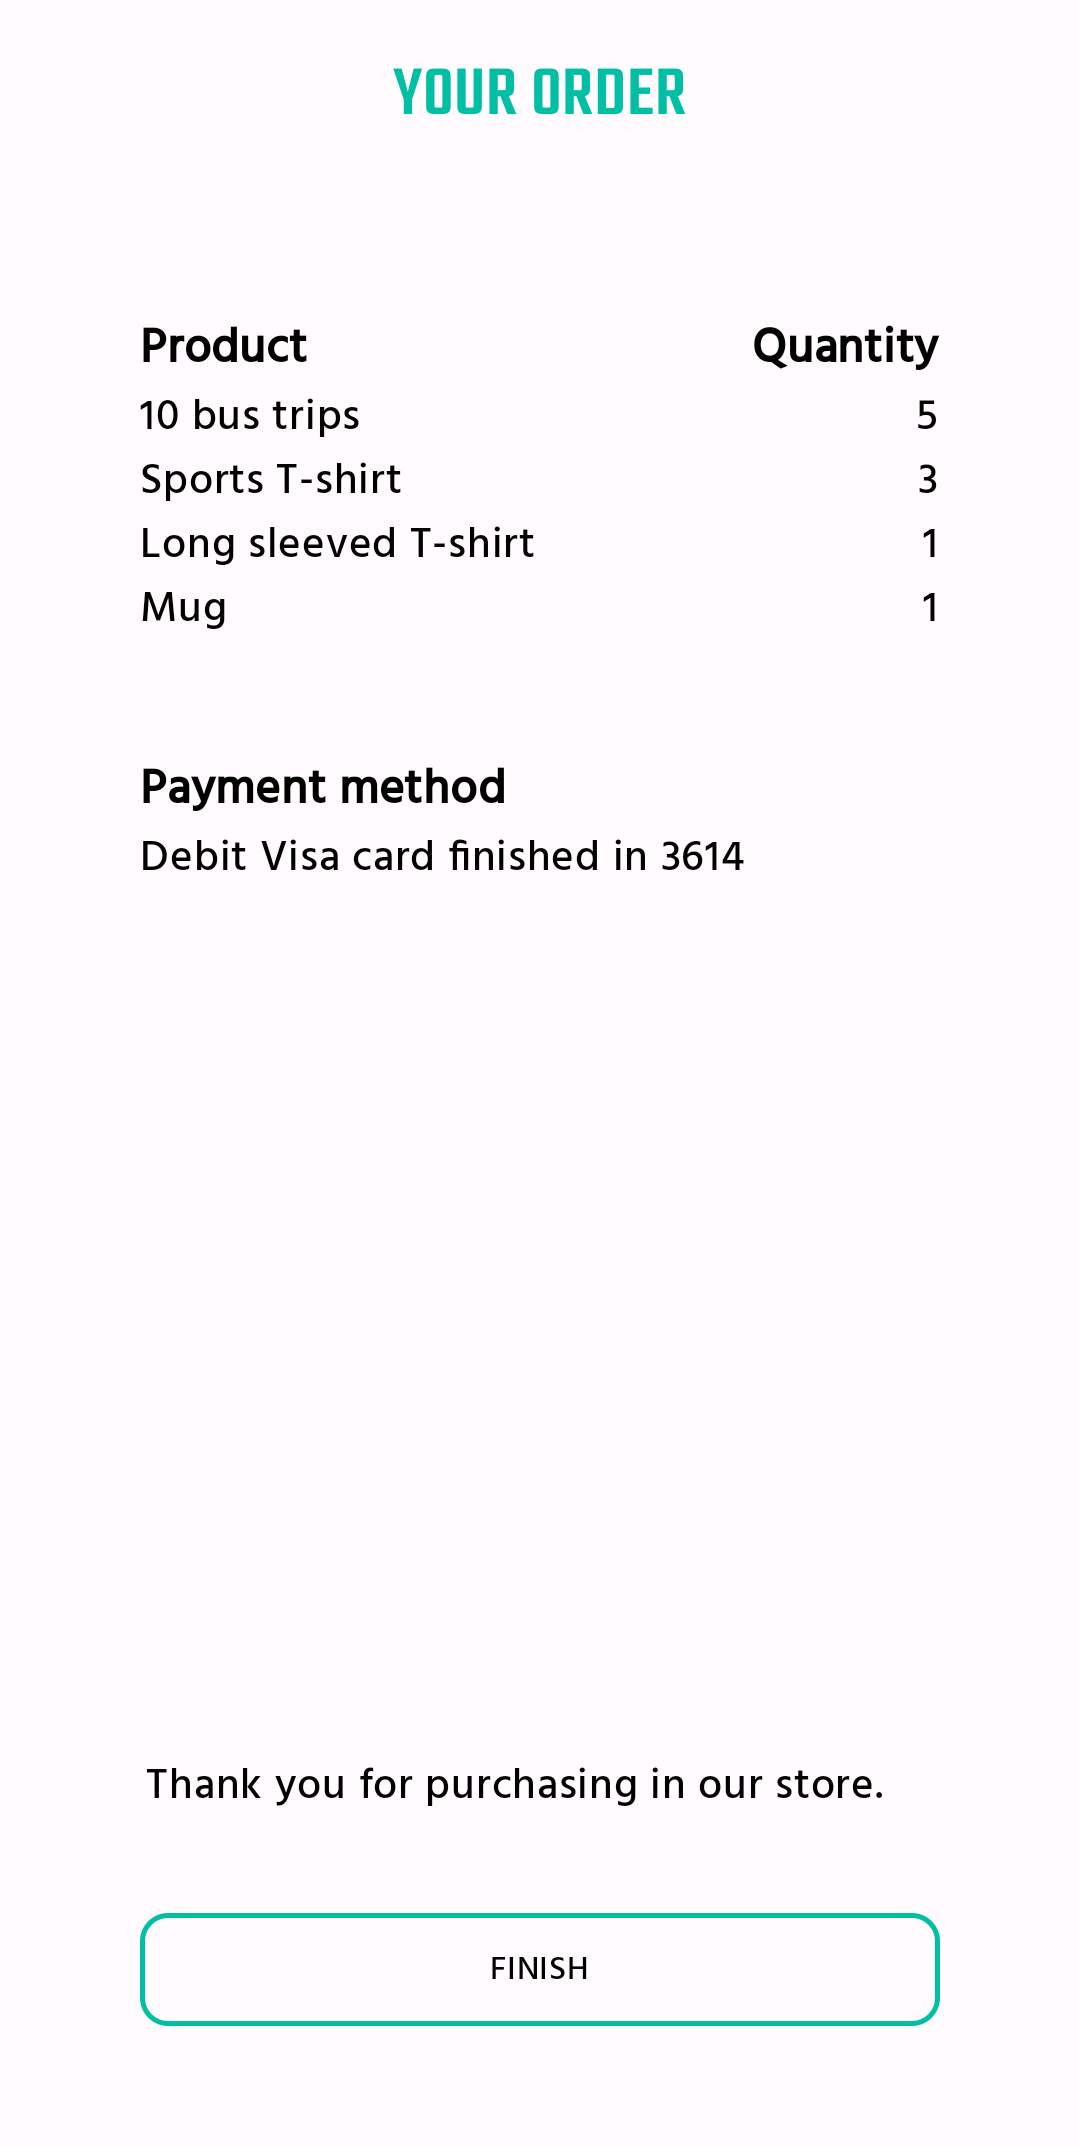 YOUR ORDER
Product Quantity
10 bus trips 5
Sports T-shirt 3
Long sleeved T-shirt 1
Mug 1
Payment method
Debit Visa card finished in 3614
Thank you for purchasing in our store.
FINISH